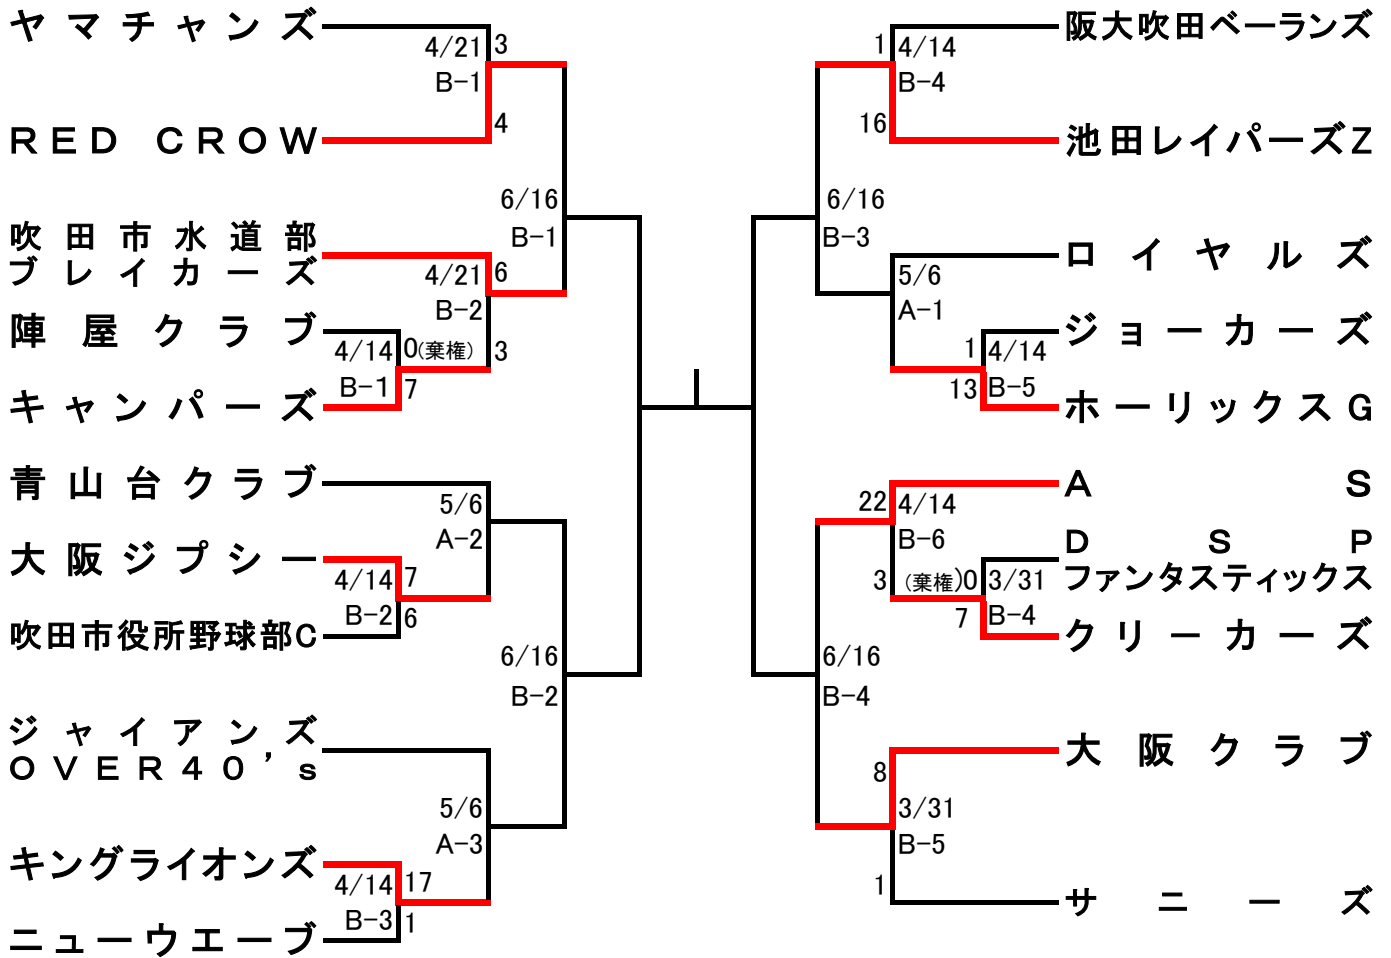 ヤマチャンズ
4/21
3
B-1
RED CROW
4
6/16
B-1
吹田市水道部
ブレイカーズ
4/21
6
B-2
陣屋クラブ
4/14
0(棄権)
3
B-1
7
キャンパーズ
青山台クラブ
5/6
A-2
大阪ジプシー
4/14
7
B-2
6
吹田市役所野球部C
6/16
B-2
ジャイアンズ
OVER40's
5/6
A-3
キングライオンズ
4/14
17
B-3
1
ニューウエーブ
阪大吹田ベーランズ
1
4/14
B-4
16
池田レイパーズZ
6/16
B-3
ロイヤルズ
5/6
A-1
ジョーカーズ
1
4/14
13
B-5
ホーリックスG
AS
22
4/14
B-6
DSP
ファンタスティックス
3
(棄権)0
3/31
7
B-4
クリーカーズ
6/16
B-4
大阪クラブ
8
3/31
B-5
1
サニーズ